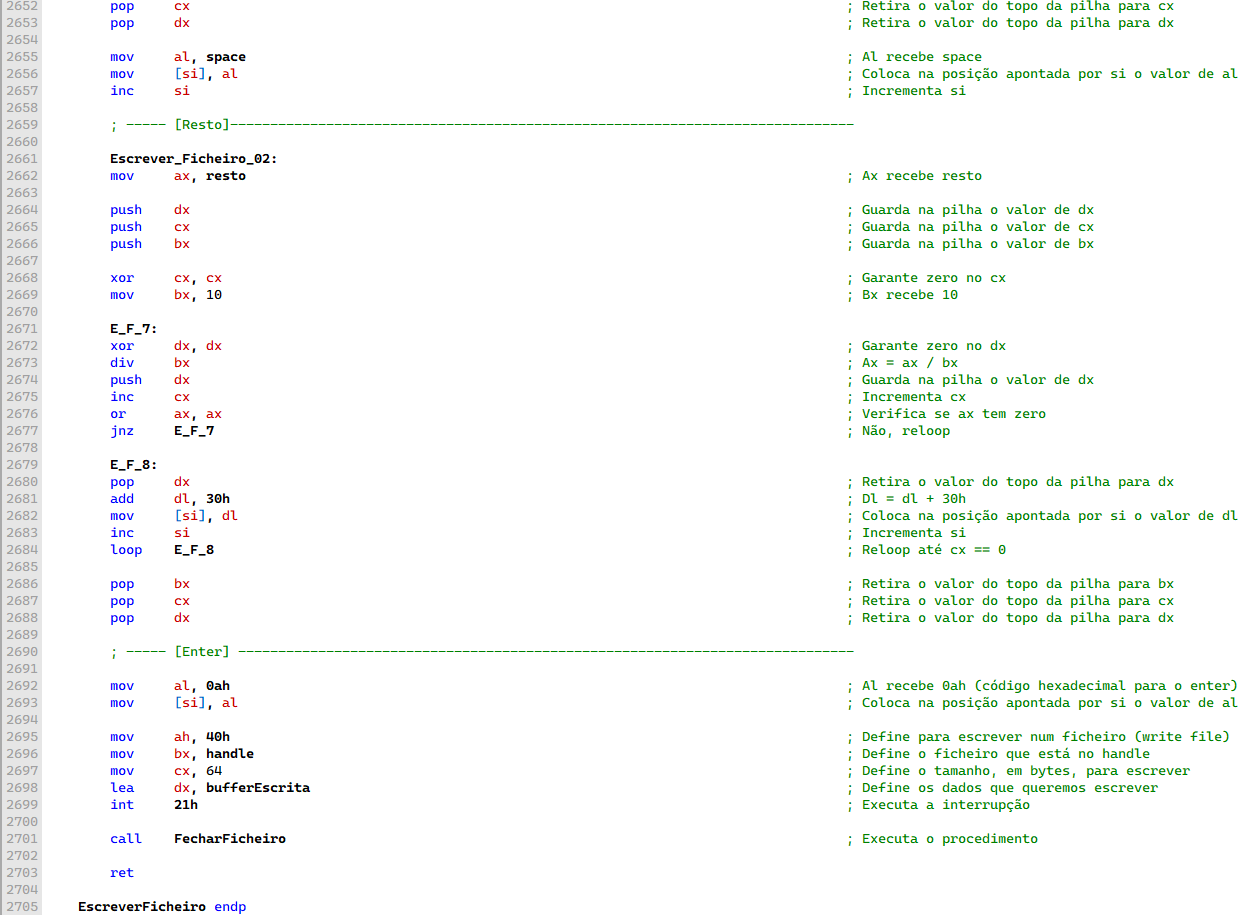 2652 pop cx ; Retira o valor do topo da pilha para cx
2653 pop dx ; Retira o valor do topo da pilha para dx
2654
2655 mov al, space ; Al recebe space
2656 mov [si], al ; Coloca na posição apontada por si o valor de al
2657 inc si ; Incrementa si
2658
2659 ; ----- [Resto]------------------------------------------------------------------------------
2660
2661 Escrever_Ficheiro_02:
2662 mov ax, resto ; Ax recebe resto
2663
2664 push dx ; Guarda na pilha o valor de dx
2665 push cx ; Guarda na pilha o valor de cx
2666 push bx ; Guarda na pilha o valor de bx
2667
2668 xor cx, cx ; Garante zero no cx
2669 mov bx, 10 ; Bx recebe 10
2670
2671 E_F_7:
2672 xor dx, dx ; Garante zero no dx
2673 div bx ; Ax = ax / bx
2674 push dx ; Guarda na pilha o valor de dx
2675 inc cx ; Incrementa cx
2676 or ax, ax ; Verifica se ax tem zero
2677 jnz E_F_7 ; Não, reloop
2678
2679 E_F_8:
2680 pop dx ; Retira o valor do topo da pilha para dx
2681 add dl, 30h ; Dl = dl + 30h
2682 mov [si], dl ; Coloca na posição apontada por si o valor de dl
2683 inc si ; Incrementa si
2684 loop E_F_8 ; Reloop até cx == 0
2685
2686 pop bx ; Retira o valor do topo da pilha para bx
2687 pop cx ; Retira o valor do topo da pilha para cx
2688 pop dx ; Retira o valor do topo da pilha para dx
2689
2690 ; ----- [Enter] -----------------------------------------------------------------------------
2691
2692 mov al, 0ah ; Al recebe 0ah (código hexadecimal para o enter)
2693 mov [si], al ; Coloca na posição apontada por si o valor de al
2694
2695 mov ah, 40h ; Define para escrever num ficheiro (write file)
2696 mov bx, handle ; Define o ficheiro que está no handle
2697 mov cx, 64 ; Define o tamanho, em bytes, para escrever
2698 lea dx, bufferEscrita ; Define os dados que queremos escrever
2699 int 21h ; Executa a interrupção
2700
2701 call FecharFicheiro ; Executa o procedimento
2702
2703 ret
2704
2705 EscreverFicheiro endp